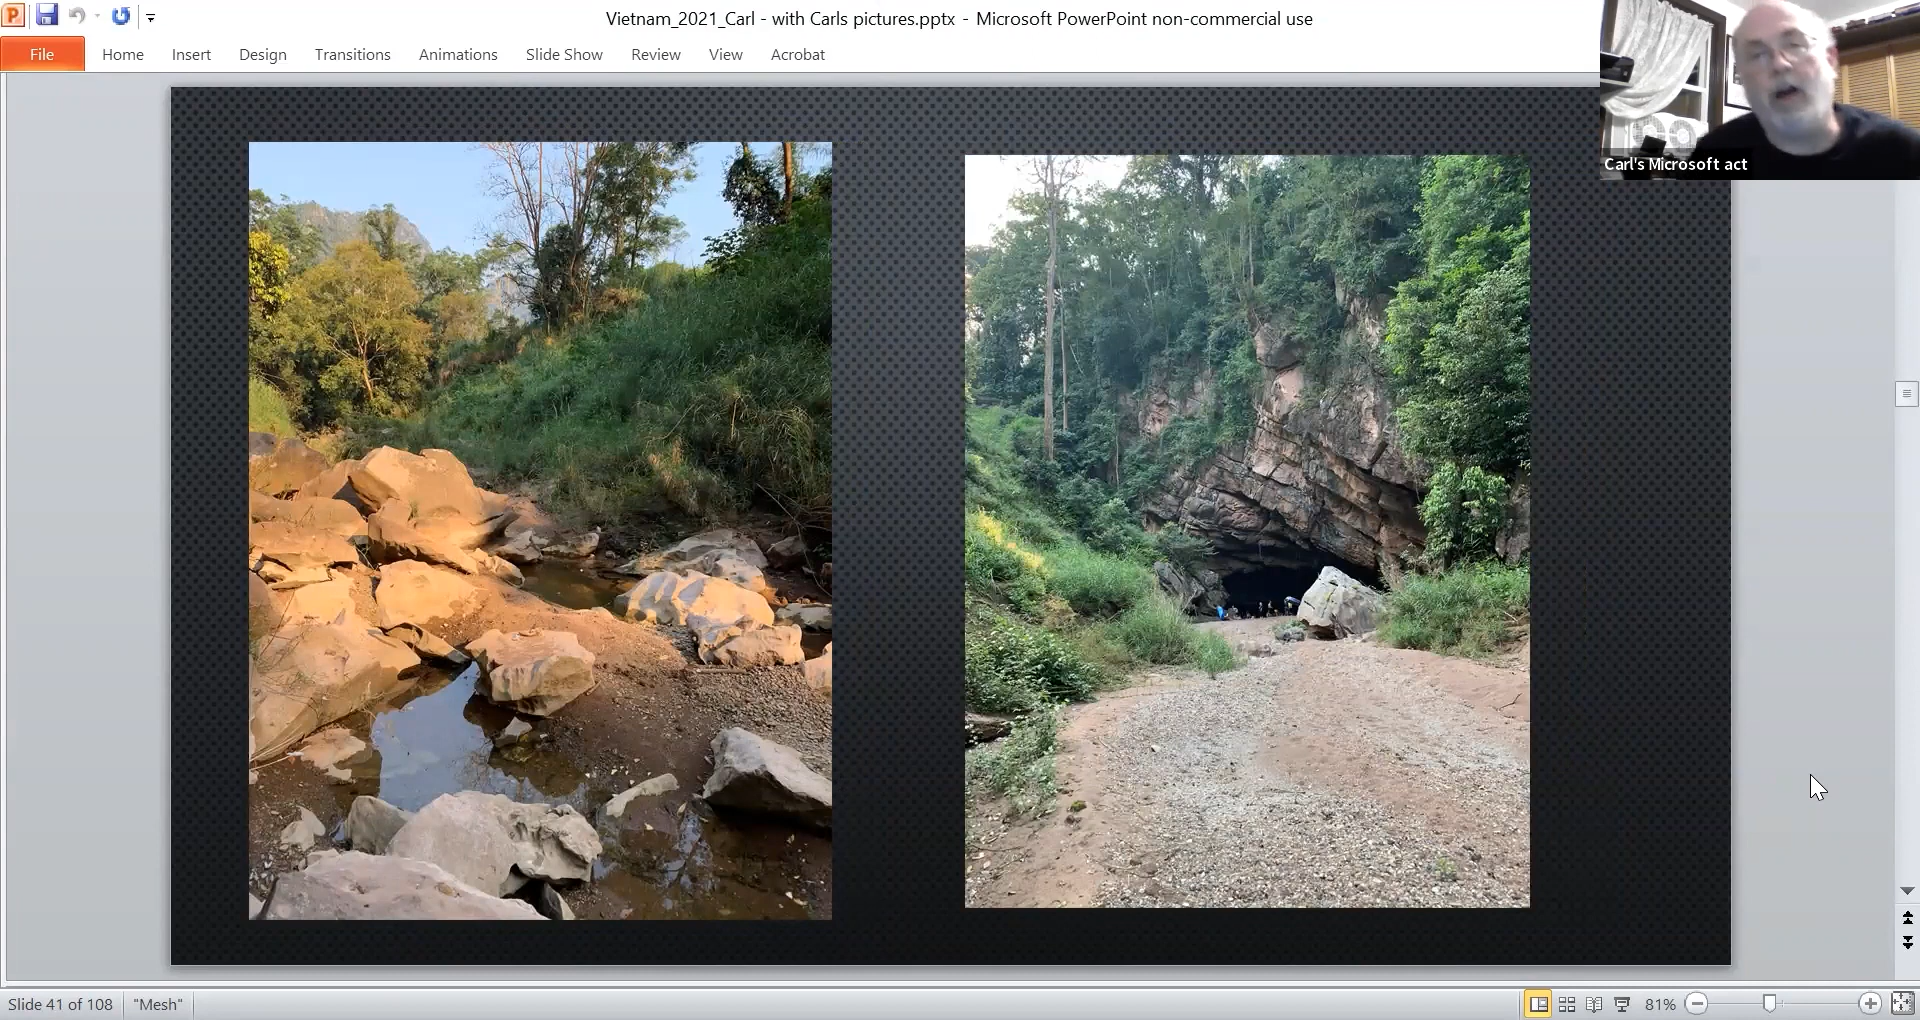 Vietnam_2021_Carl - with Carls pictures.pptx - Microsoft PowerPoint non-commercial use
File Home Insert Design Transitions Animations Slide Show Review View Acrobat
Carl's Microsoft act
Slide 41 of 108 "Mesh" 81%